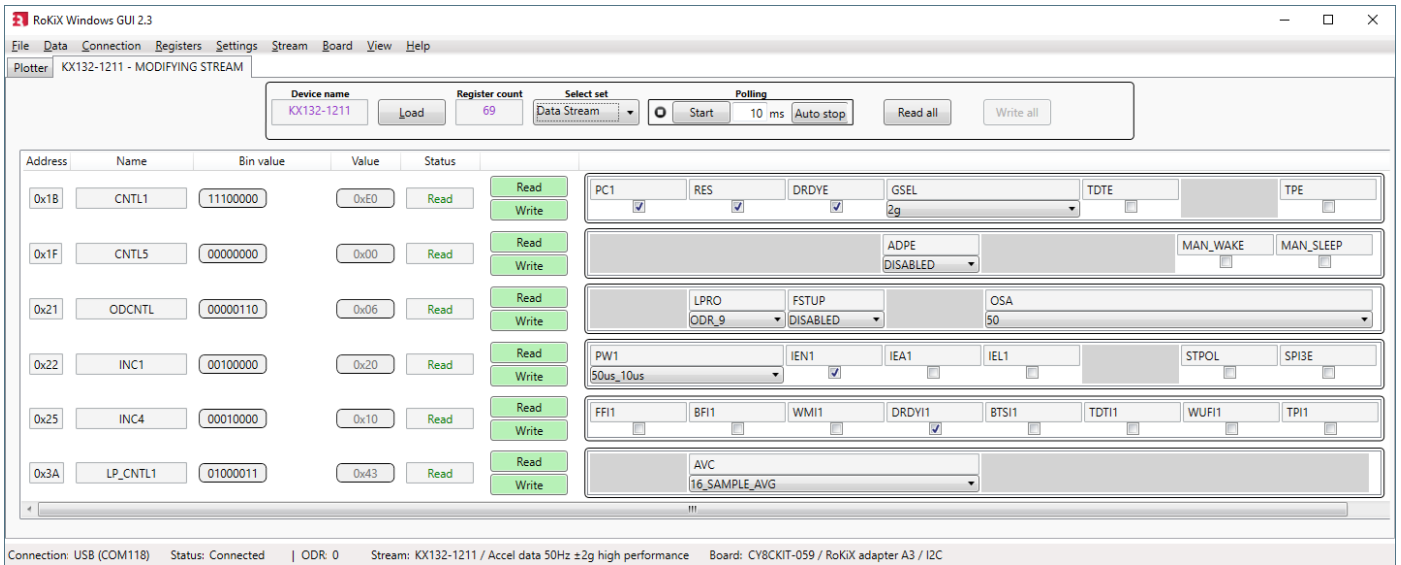 RoKiX Windows GUI 2.3
File Data Connection Registers Settings Stream Board View Help
Plotter KX132-1211 - MODIFYING STREAM
Device name Register count Select set Polling
KX132-1211 Load 69 Data Stream Start 10 ms Auto stop Read all Write all
Address Name Bin value Value Status
0x1B CNTL1 11100000 0xE0 Read Read Write PC1 RES DRDYE GSEL 2g TDTE TPE
0x1F CNTL5 00000000 0x00 Read Read Write ADPE DISABLED MAN_WAKE MAN_SLEEP
0x21 ODCNTL 00000110 0x06 Read Read Write LPRO ODR_9 FSTUP DISABLED OSA 50
0x22 INC1 00100000 0x20 Read Read Write PW1 50us_10us IEN1 IEA1 IEL1 STPOL SPI3E
0x25 INC4 00010000 0x10 Read Read Write FFI1 BFI1 WMI1 DRDYI1 BTSI1 TDTI1 WUFI1 TPI1
0x3A LP_CNTL1 01000011 0x43 Read Read Write AVC 16_SAMPLE_AVG
Connection: USB (COM118) Status: Connected | ODR: 0 Stream: KX132-1211 / Accel data 50Hz ±2g high performance Board: CY8CKIT-059 / RoKiX adapter A3 / I2C